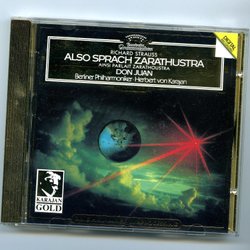 Deutsche Grammophon
DIGITAL
RICHARD STRAUSS
ALSO SPRACH ZARATHUSTRA
AINSI PARLAIT ZARATHOUSTRA
DON JUAN
Berliner Philharmoniker · Herbert von Karajan
KARAJAN
GOLD